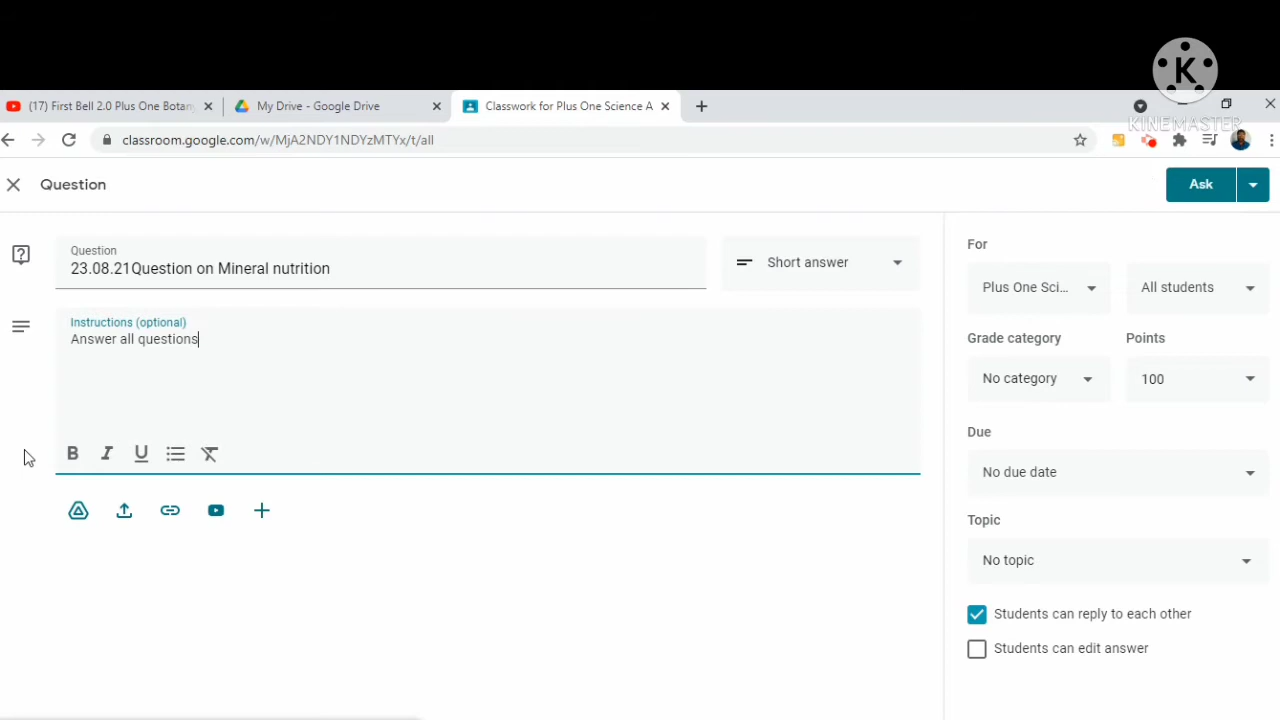 K
KINEMASTER
(17) First Bell 2.0 Plus One Botan
My Drive - Google Drive
Classwork for Plus One Science A
classroom.google.com/w/MjA2NDY1NDYzMTYx/t/all
Question
Ask
Question
23.08.21Question on Mineral nutrition
Short answer
Instructions (optional)
Answer all questions
B I U
For
Plus One Sci...
All students
Grade category
Points
No category
100
Due
No due date
Topic
No topic
Students can reply to each other
Students can edit answer